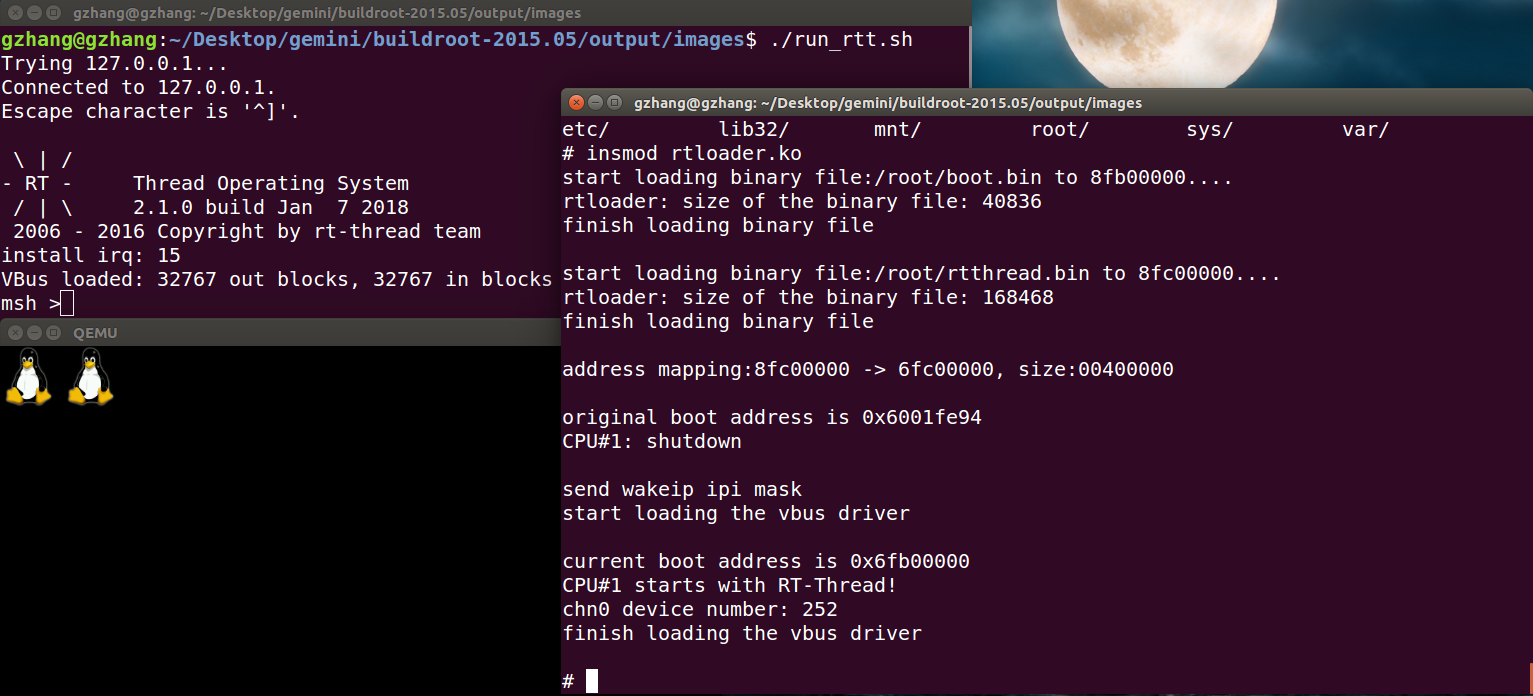 gzhang@gzhang: ~/Desktop/gemini/buildroot-2015.05/output/images
gzhang@gzhang:~/Desktop/gemini/buildroot-2015.05/output/images$ ./run_rtt.sh
Trying 127.0.0.1...
Connected to 127.0.0.1.
Escape character is '^]'.

 \ | /
- RT -     Thread Operating System
 / | \     2.1.0 build Jan  7 2018
 2006 - 2016 Copyright by rt-thread team
install irq: 15
VBus loaded: 32767 out blocks, 32767 in blocks
msh >
QEMU
gzhang@gzhang: ~/Desktop/gemini/buildroot-2015.05/output/images
etc/         lib32/       mnt/         root/        sys/         var/
# insmod rtloader.ko
start loading binary file:/root/boot.bin to 8fb00000....
rtloader: size of the binary file: 40836
finish loading binary file

start loading binary file:/root/rtthread.bin to 8fc00000....
rtloader: size of the binary file: 168468
finish loading binary file

address mapping:8fc00000 -> 6fc00000, size:00400000

original boot address is 0x6001fe94
CPU#1: shutdown

send wakeip ipi mask
start loading the vbus driver

current boot address is 0x6fb00000
CPU#1 starts with RT-Thread!
chn0 device number: 252
finish loading the vbus driver

#